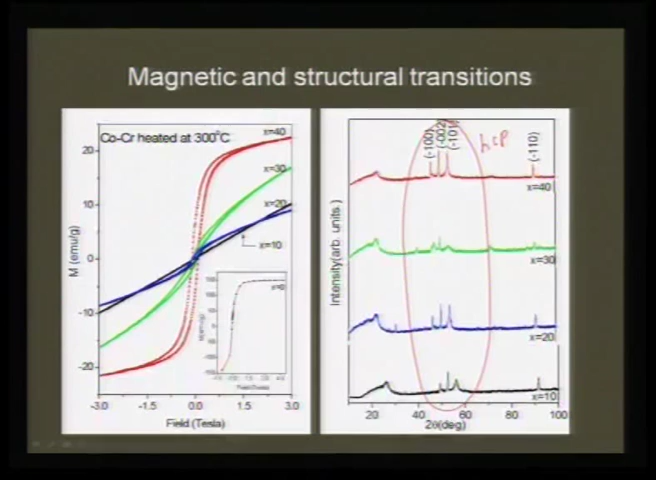 Magnetic and structural transitions
Co-Cr heated at 300°C
x=40
x=30
x=20
x=10
20
10
0
-10
-20
M (emu/g)
-3.0 -1.5 0.0 1.5 3.0
Field (Tesla)
x=0
(-100)
(-002)
(-101)
hcp
(-110)
x=40
x=30
x=20
x=10
Intensity(arb. units.)
20 40 60 80 100
2θ(deg)